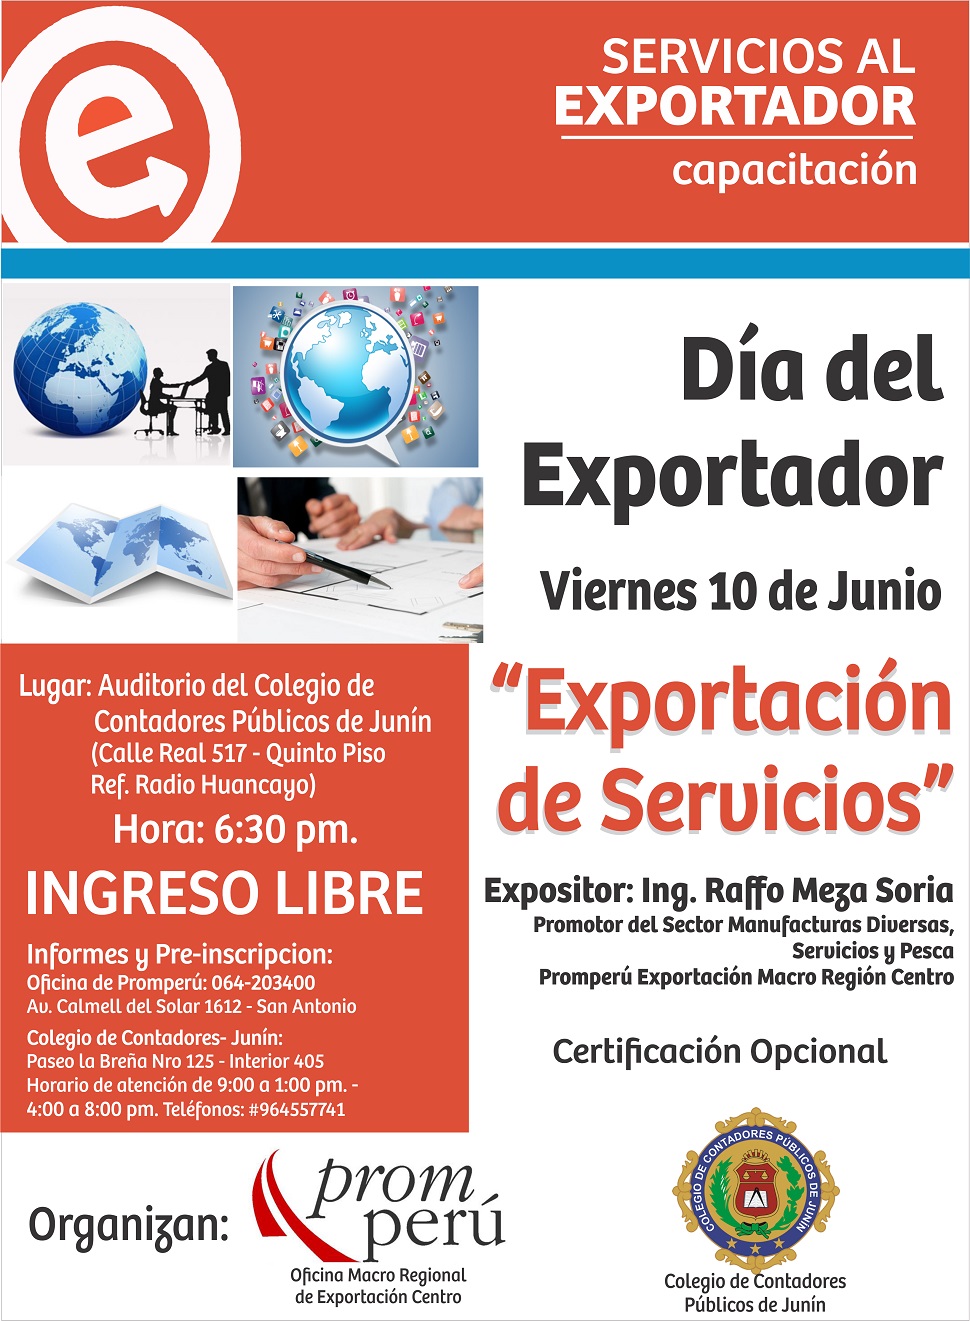 SERVICIOS AL
EXPORTADOR
capacitación
Día del
Exportador
Viernes 10 de Junio
“Exportación
de Servicios”
Expositor: Ing. Raffo Meza Soria
Promotor del Sector Manufacturas Diversas,
Servicios y Pesca
Promperú Exportación Macro Región Centro
Certificación Opcional
Lugar: Auditorio del Colegio de
Contadores Públicos de Junín
(Calle Real 517 - Quinto Piso
Ref. Radio Huancayo)
Hora: 6:30 pm.
INGRESO LIBRE
Informes y Pre-inscripcion:
Oficina de Promperú: 064-203400
Av. Calmell del Solar 1612 - San Antonio
Colegio de Contadores- Junín:
Paseo la Breña Nro 125 - Interior 405
Horario de atención de 9:00 a 1:00 pm. -
4:00 a 8:00 pm. Teléfonos: #964557741
Organizan:
prom
perú
Oficina Macro Regional
de Exportación Centro
COLEGIO DE CONTADORES PÚBLICOS DE JUNÍN
Colegio de Contadores
Públicos de Junín